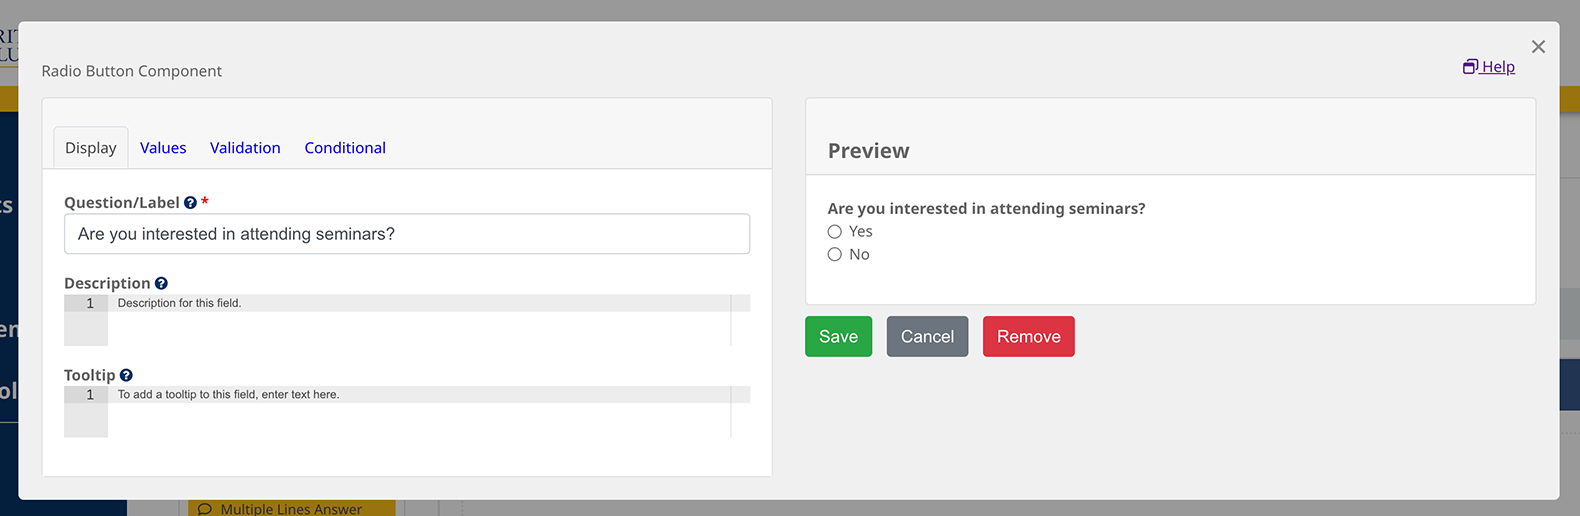 Radio Button Component
Help
Display Values Validation Conditional
Question/Label *
Are you interested in attending seminars?
Description
1 Description for this field.
Tooltip
1 To add a tooltip to this field, enter text here.
Preview
Are you interested in attending seminars?
Yes
No
Save Cancel Remove
Multiple Lines Answer